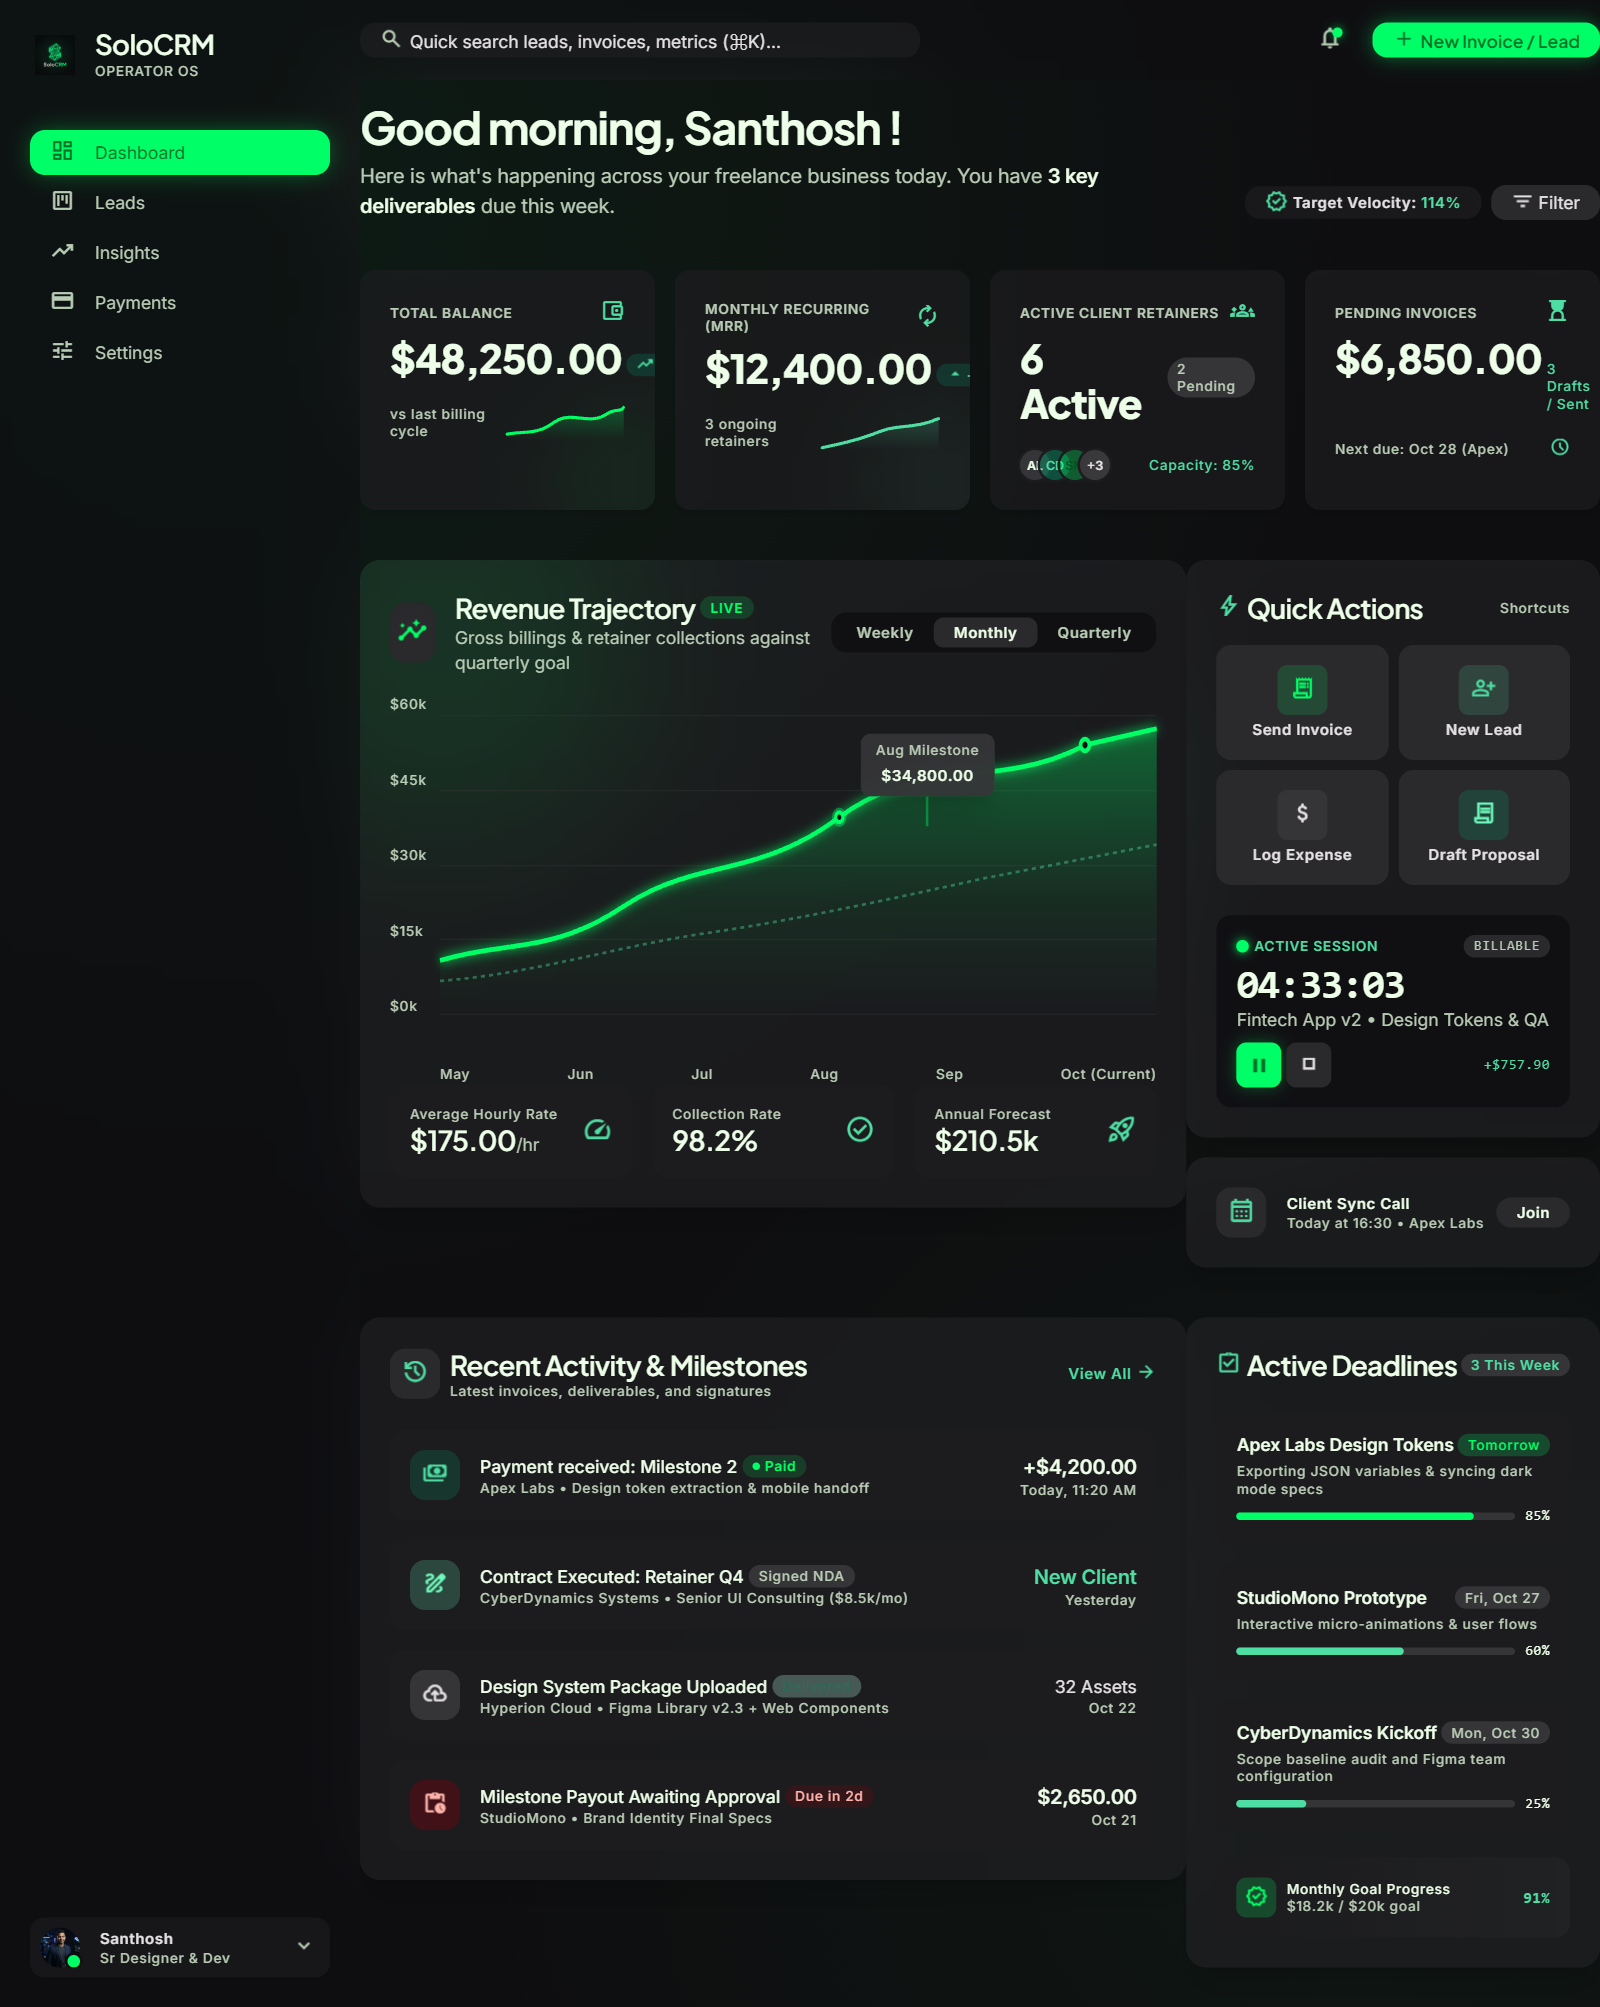 SoloCRM
OPERATOR OS
Quick search leads, invoices, metrics (⌘K)...
New Invoice / Lead
Dashboard
Leads
Insights
Payments
Settings
Good morning, Santhosh !
Here is what's happening across your freelance business today. You have 3 key
deliverables due this week.
Target Velocity: 114%
Filter
TOTAL BALANCE
$48,250.00
vs last billing
cycle
MONTHLY RECURRING
(MRR)
$12,400.00
3 ongoing
retainers
ACTIVE CLIENT RETAINERS
6
Active
2
Pending
CD
+3
Capacity: 85%
PENDING INVOICES
$6,850.00
3
Drafts
/ Sent
Next due: Oct 28 (Apex)
Revenue Trajectory LIVE
Gross billings & retainer collections against
quarterly goal
Weekly Monthly Quarterly
$60k
$45k
$30k
$15k
$0k
Aug Milestone
$34,800.00
May Jun Jul Aug Sep Oct (Current)
Average Hourly Rate
$175.00/hr
Collection Rate
98.2%
Annual Forecast
$210.5k
Quick Actions
Shortcuts
Send Invoice
New Lead
Log Expense
Draft Proposal
ACTIVE SESSION
BILLABLE
04:33:03
Fintech App v2 • Design Tokens & QA
+$757.90
Client Sync Call
Today at 16:30 • Apex Labs
Join
Recent Activity & Milestones
Latest invoices, deliverables, and signatures
View All
Payment received: Milestone 2 • Paid
Apex Labs • Design token extraction & mobile handoff
+$4,200.00
Today, 11:20 AM
Contract Executed: Retainer Q4 Signed NDA
CyberDynamics Systems • Senior UI Consulting ($8.5k/mo)
New Client
Yesterday
Design System Package Uploaded
Hyperion Cloud • Figma Library v2.3 + Web Components
32 Assets
Oct 22
Milestone Payout Awaiting Approval Due in 2d
StudioMono • Brand Identity Final Specs
$2,650.00
Oct 21
Active Deadlines 3 This Week
Apex Labs Design Tokens Tomorrow
Exporting JSON variables & syncing dark
mode specs
85%
StudioMono Prototype Fri, Oct 27
Interactive micro-animations & user flows
60%
CyberDynamics Kickoff Mon, Oct 30
Scope baseline audit and Figma team
configuration
25%
Monthly Goal Progress
$18.2k / $20k goal
91%
Santhosh
Sr Designer & Dev